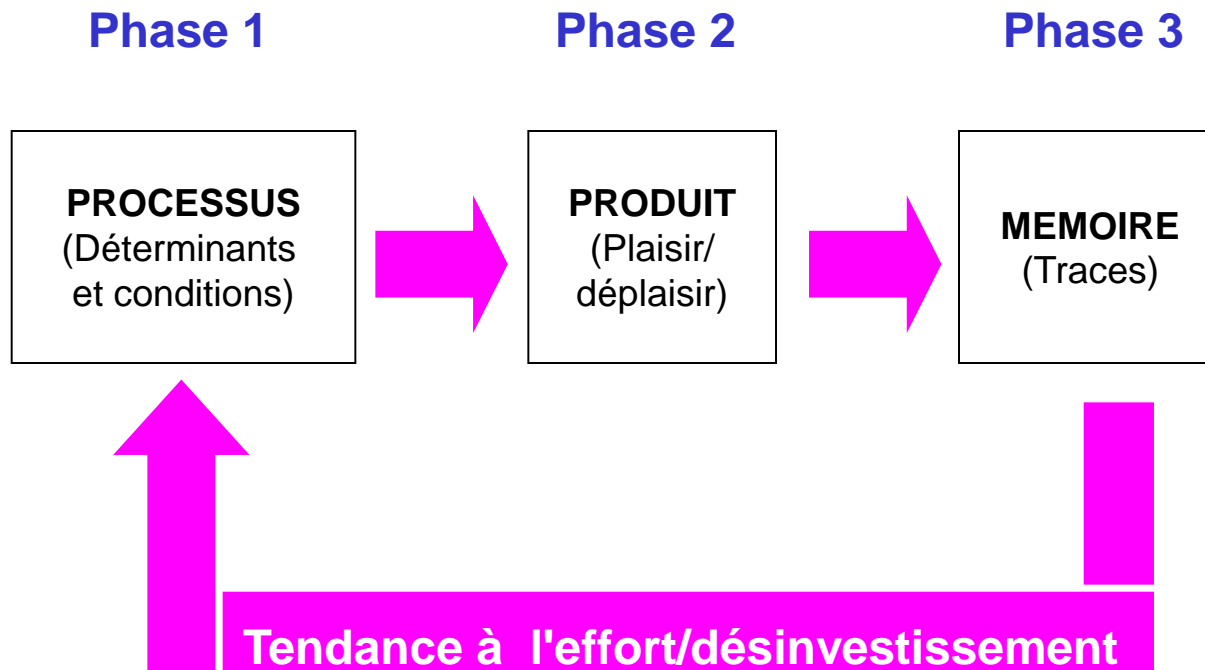 Phase 1
Phase 2
Phase 3
PROCESSUS
(Déterminants
et conditions)
PRODUIT
(Plaisir/
déplaisir)
MEMOIRE
(Traces)
Tendance à l'effort/désinvestissement